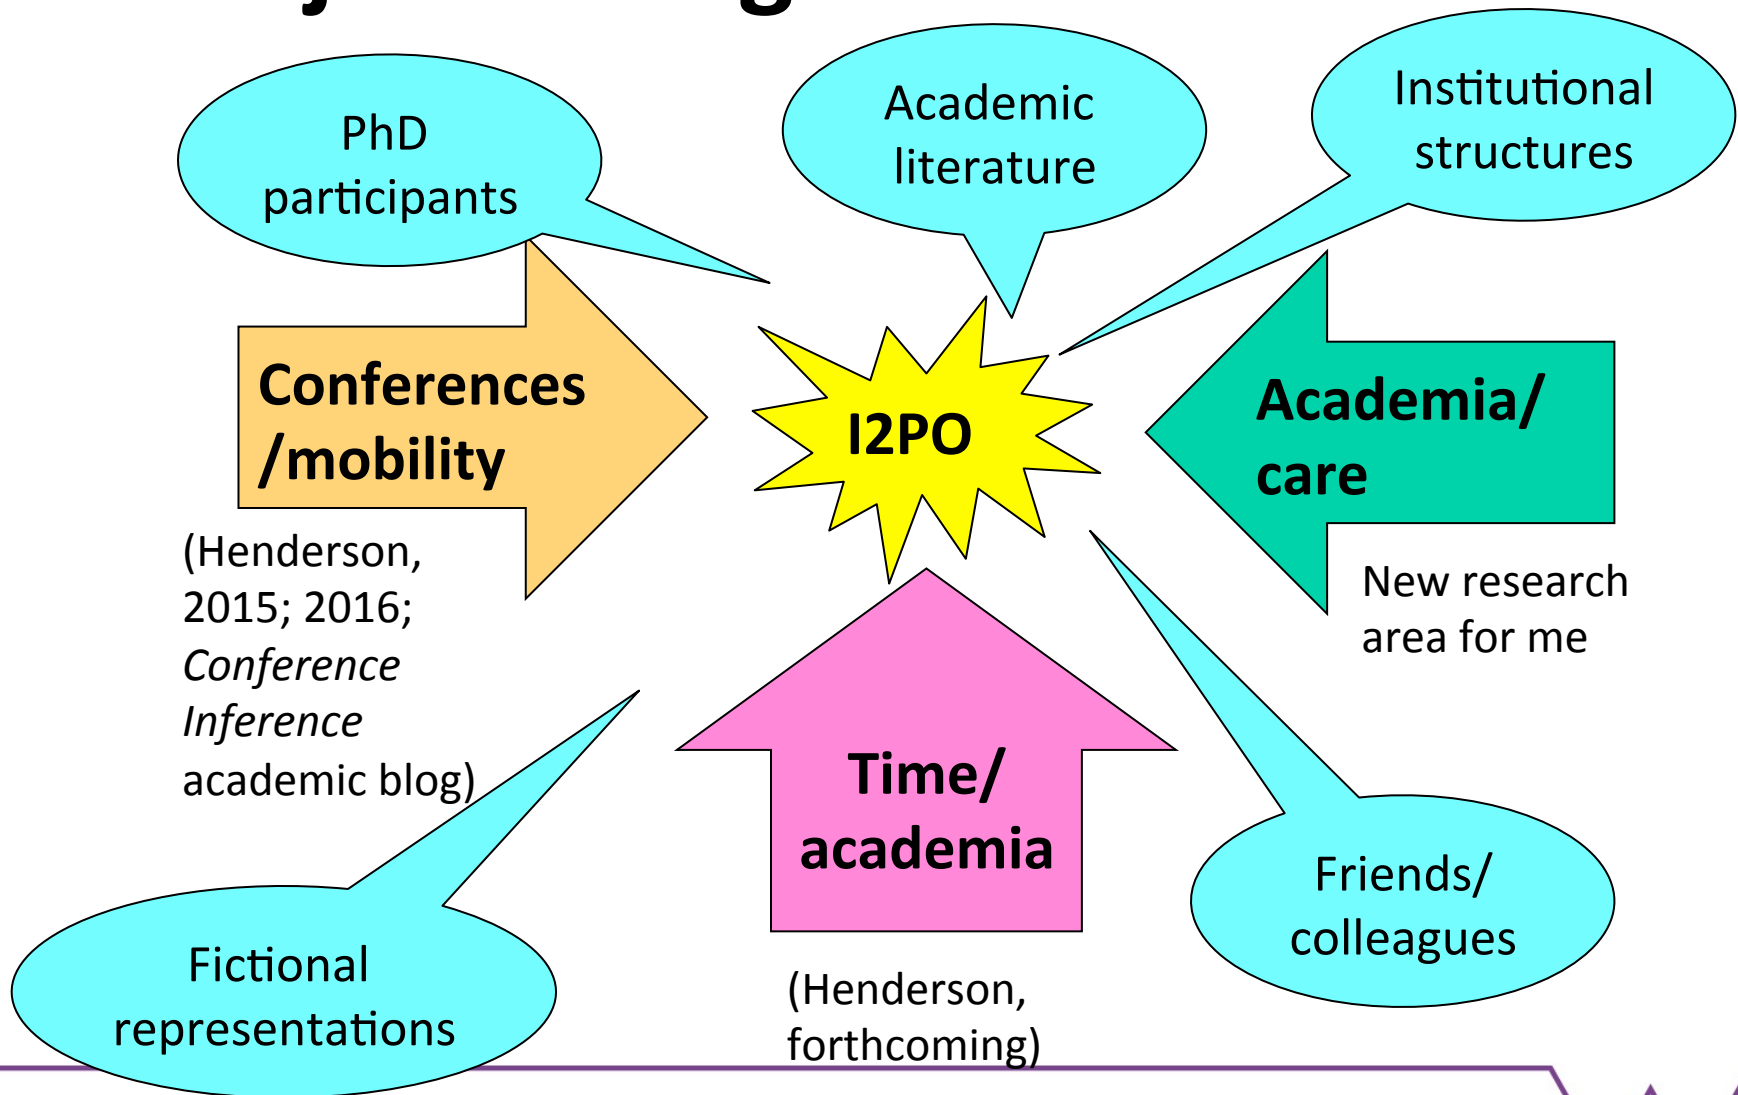 PhD
participants
Academic
literature
Institutional
structures
Conferences
/mobility
I2PO
Academia/
care
(Henderson,
2015; 2016;
Conference
Inference
academic blog)
New research
area for me
Time/
academia
Friends/
colleagues
Fictional
representations
(Henderson,
forthcoming)